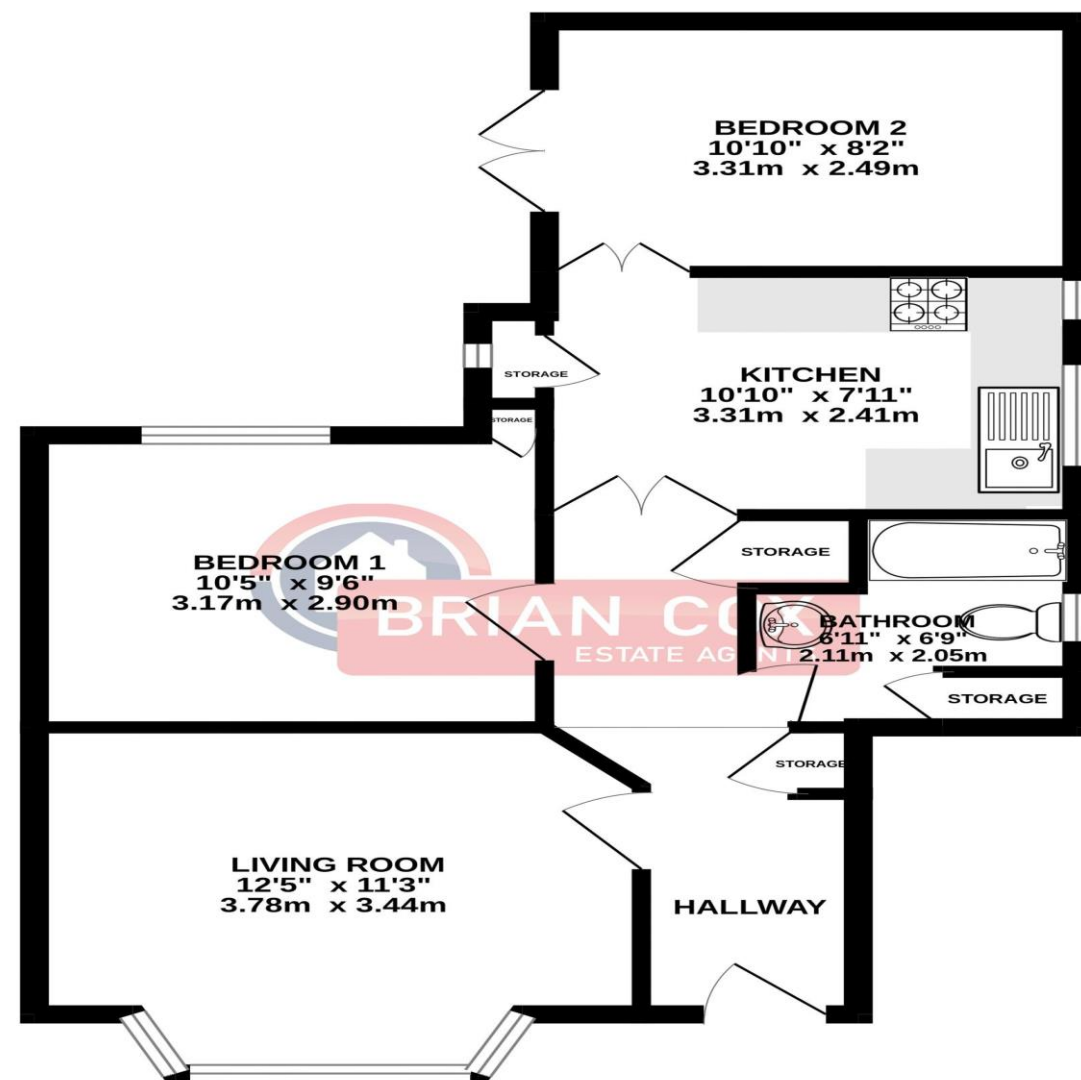 BEDROOM 2
10'10" x 8'2"
3.31m x 2.49m
STORAGE
KITCHEN
10'10" x 7'11"
3.31m x 2.41m
STORAGE
BEDROOM 1
10'5" x 9'6"
3.17m x 2.90m
STORAGE
BRIAN COX
ESTATE AGENTS
BATHROOM
6'11" x 6'9"
2.11m x 2.05m
STORAGE
STORAGE
LIVING ROOM
12'5" x 11'3"
3.78m x 3.44m
HALLWAY